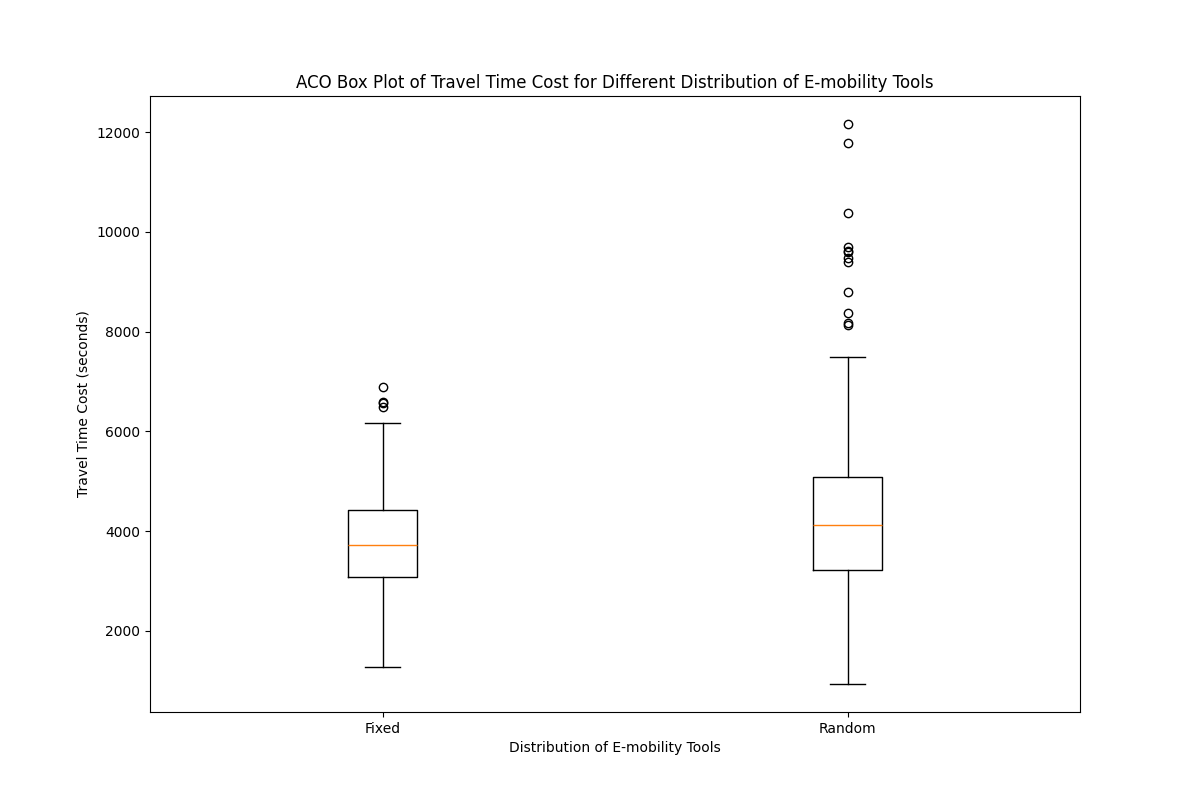 ACO Box Plot of Travel Time Cost for Different Distribution of E-mobility Tools
12000
10000
8000
6000
4000
2000
Travel Time Cost (seconds)
Fixed
Random
Distribution of E-mobility Tools